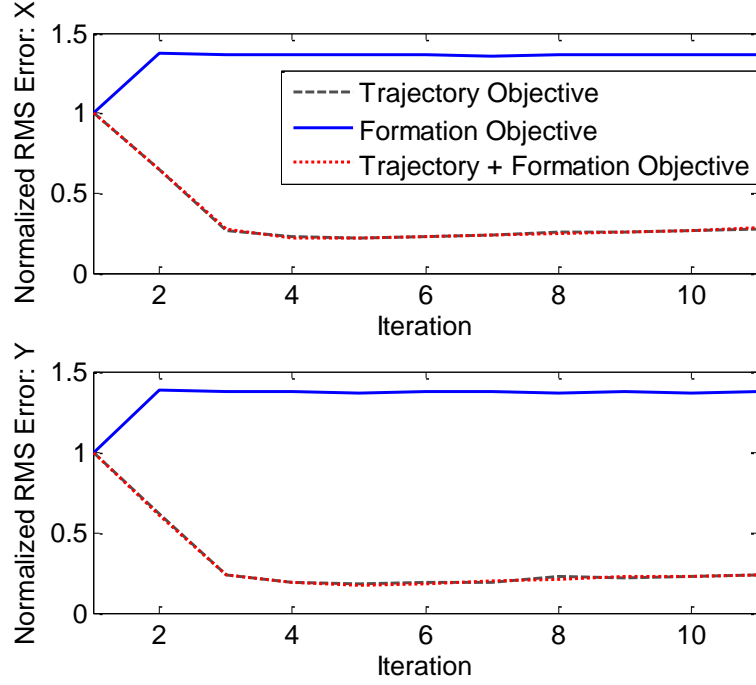 Normalized RMS Error: X
1.5
1
0.5
0
Trajectory Objective
Formation Objective
Trajectory + Formation Objective
2 4 6 8 10
Iteration
Normalized RMS Error: Y
1.5
1
0.5
0
2 4 6 8 10
Iteration